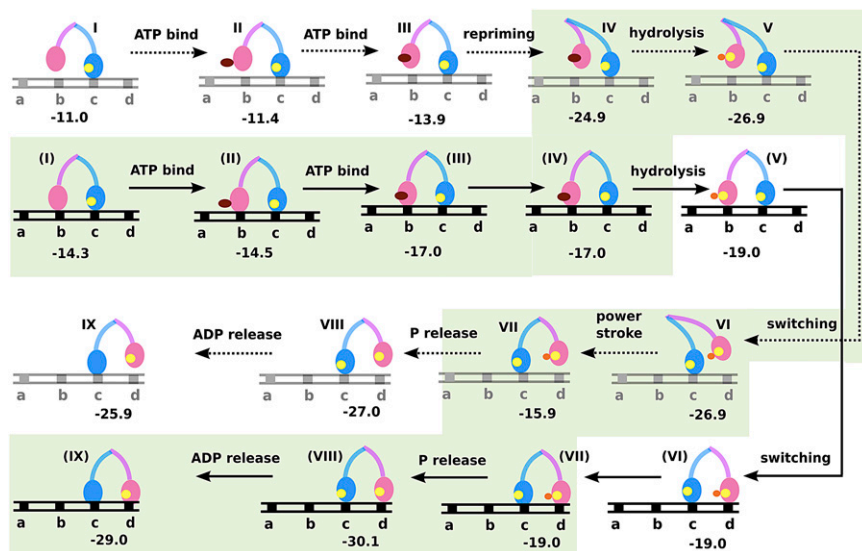 I ATP bind II ATP bind III repriming IV hydrolysis V
a b c d a b c d a b c d a b c d a b c d
-11.0 -11.4 -13.9 -24.9 -26.9
(I) ATP bind (II) ATP bind (III) (IV) hydrolysis (V)
a b c d a b c d a b c d a b c d a b c d
-14.3 -14.5 -17.0 -17.0 -19.0
IX ADP release VIII P release VII power stroke VI switching
a b c d a b c d a b c d a b c d
-25.9 -27.0 -15.9 -26.9
(IX) ADP release (VIII) P release (VII) (VI) switching
a b c d a b c d a b c d a b c d
-29.0 -30.1 -19.0 -19.0